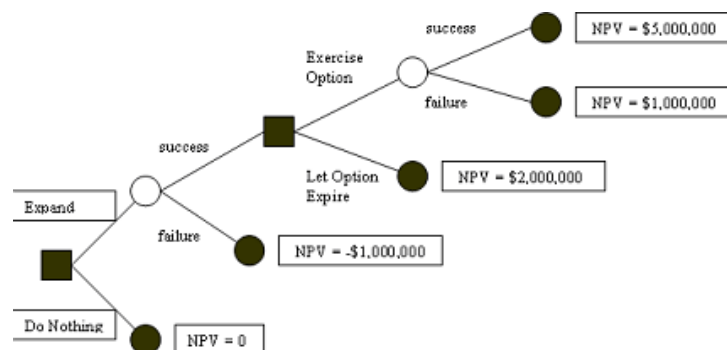 success
NPV = $5,000,000
Exercise
Option
failure
NPV = $1,000,000
success
Let Option
Expire
NPV = $2,000,000
Expand
failure
NPV = -$1,000,000
Do Nothing
NPV = 0